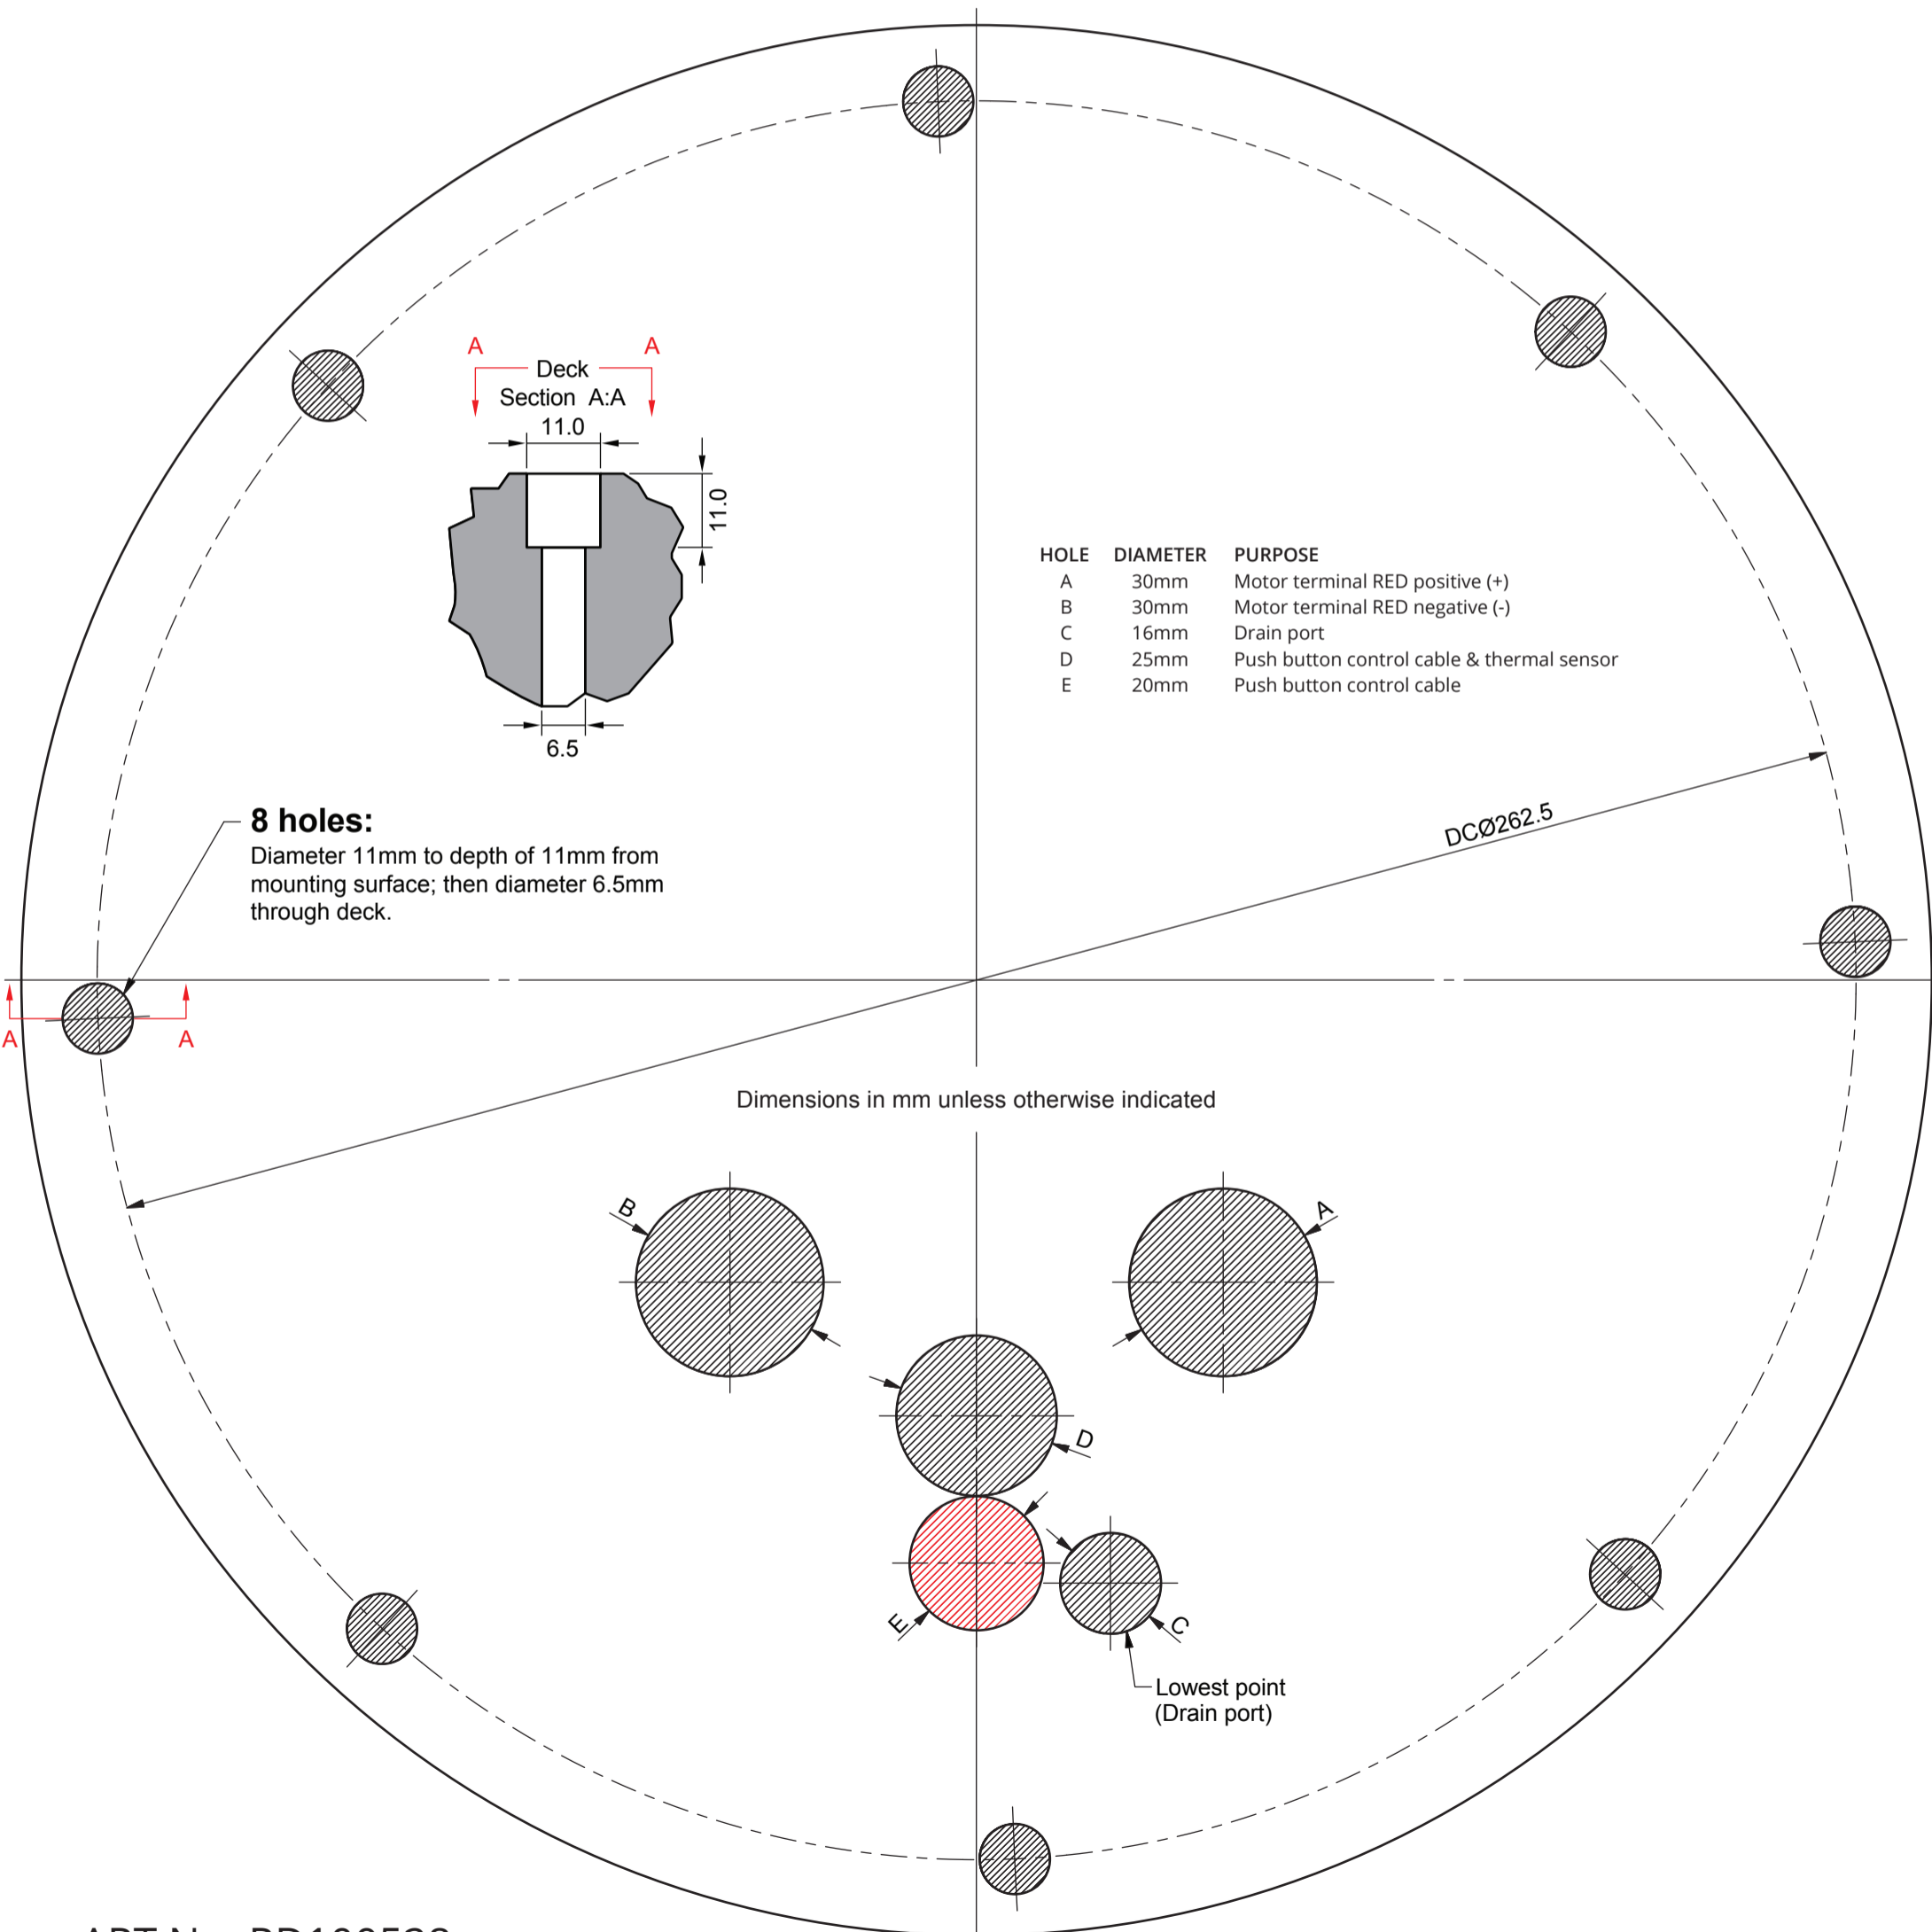 A A
Deck
Section A:A
11.0
11.0
6.5
HOLE DIAMETER PURPOSE
A 30mm Motor terminal RED positive (+)
B 30mm Motor terminal RED negative (-)
C 16mm Drain port
D 25mm Push button control cable & thermal sensor
E 20mm Push button control cable
8 holes:
Diameter 11mm to depth of 11mm from
mounting surface; then diameter 6.5mm
through deck.
DCØ262.5
A A
Dimensions in mm unless otherwise indicated
B
A
D
E
C
Lowest point
(Drain port)